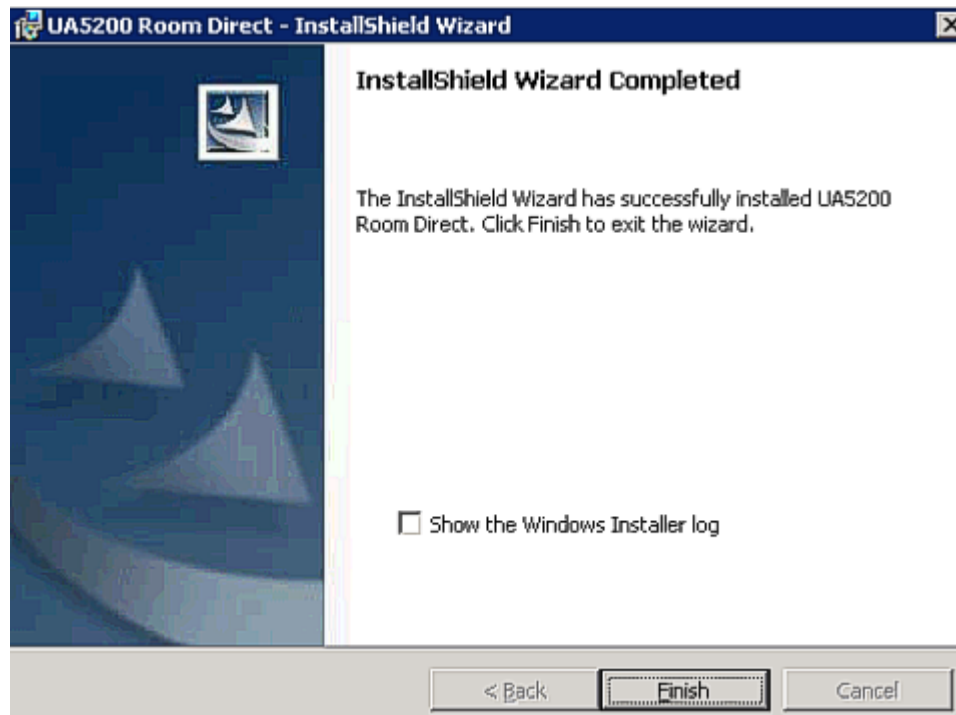 UA5200 Room Direct - InstallShield Wizard
InstallShield Wizard Completed
The InstallShield Wizard has successfully installed UA5200
Room Direct. Click Finish to exit the wizard.
Show the Windows Installer log
< Back
Finish
Cancel